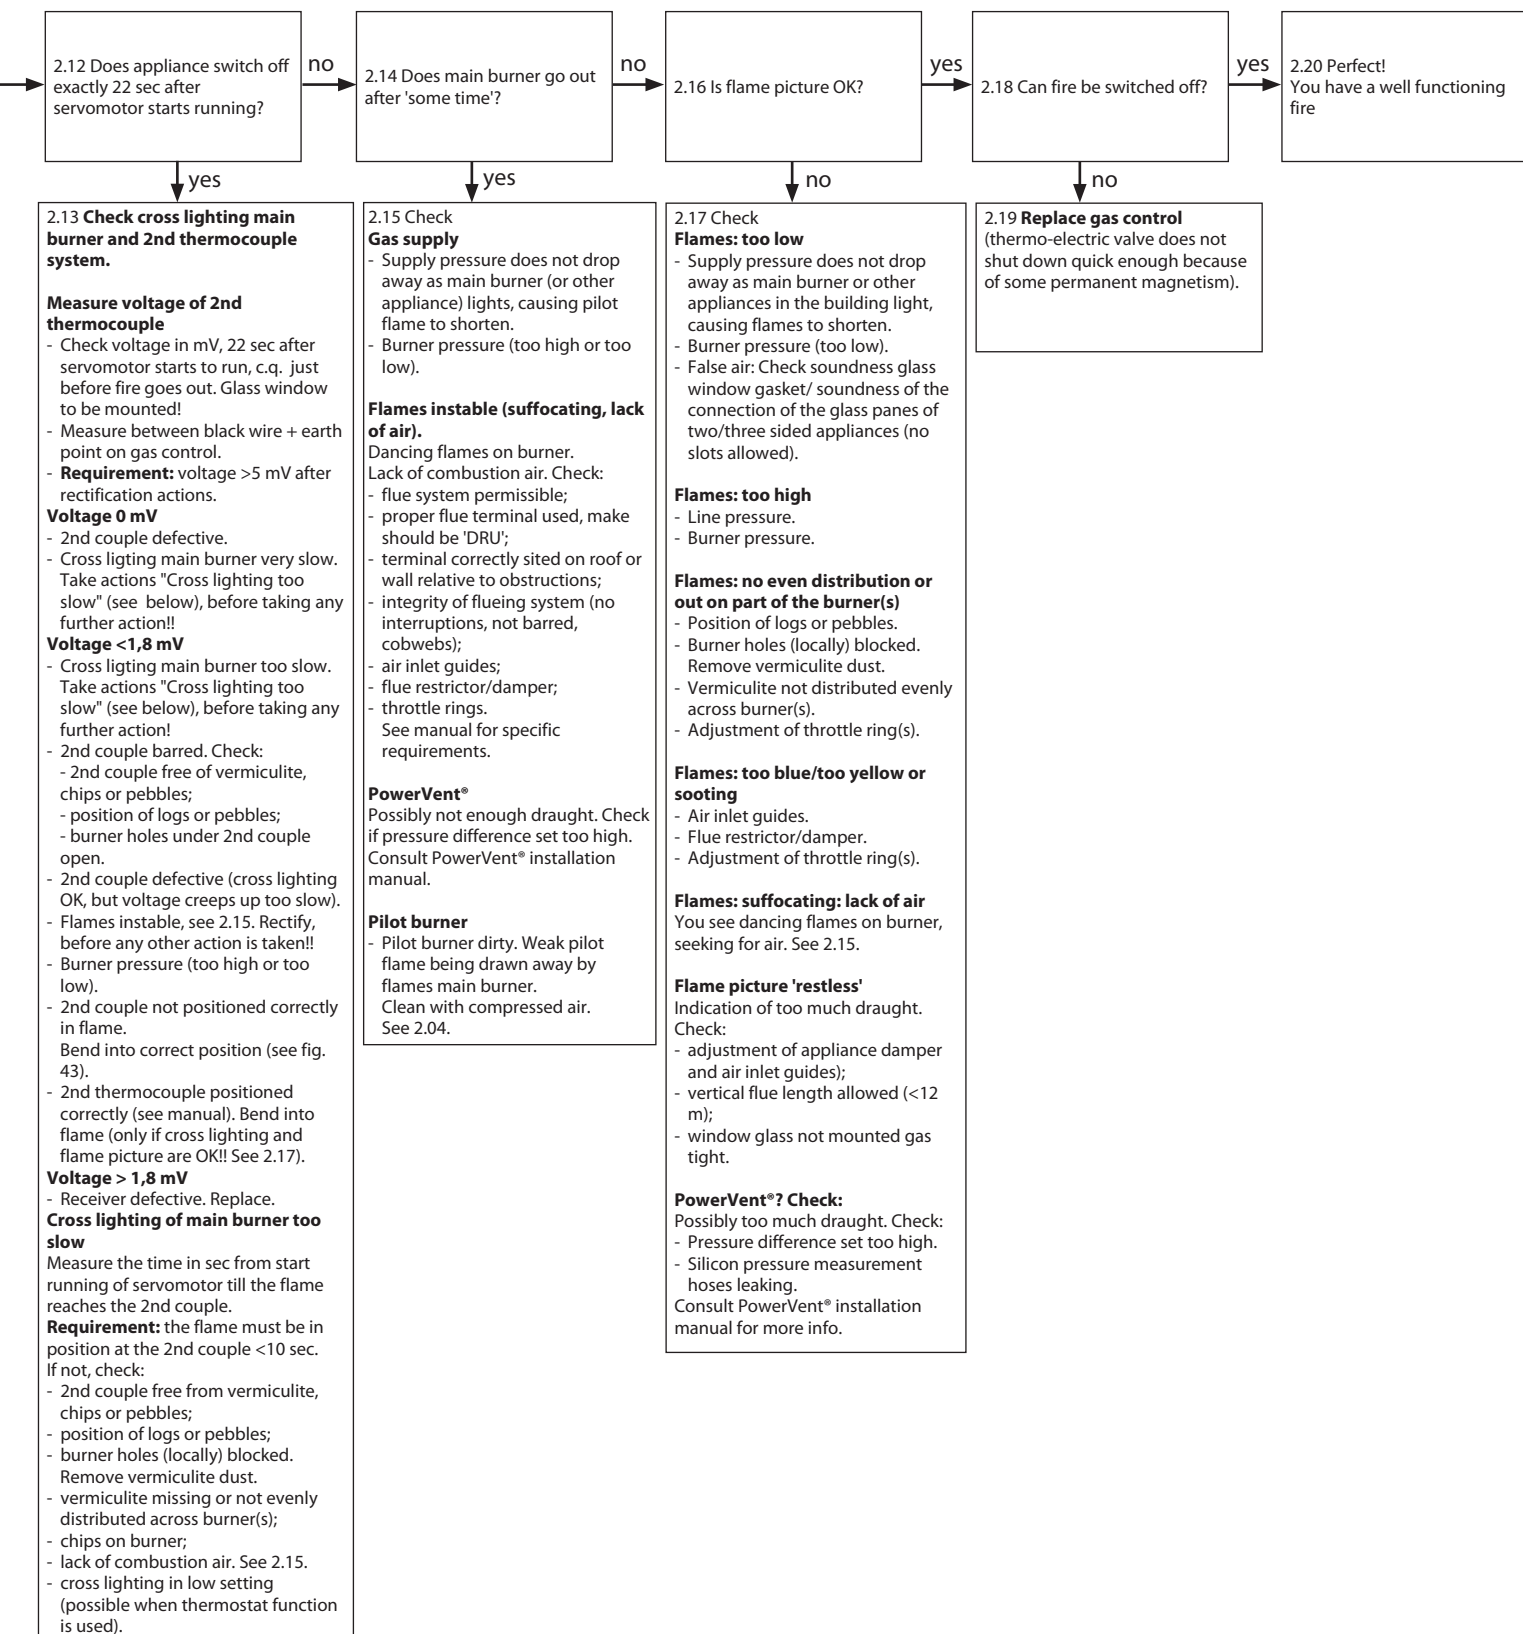 2.12 Does appliance switch off
exactly 22 sec after
servomotor starts running?
no
2.14 Does main burner go out
after 'some time'?
no
2.16 Is flame picture OK?
yes
2.18 Can fire be switched off?
yes
2.20 Perfect!
You have a well functioning
fire
yes
yes
no
no
2.13 Check cross lighting main
burner and 2nd thermocouple
system.
Measure voltage of 2nd
thermocouple
- Check voltage in mV, 22 sec after
servomotor starts to run, c.q. just
before fire goes out. Glass window
to be mounted!
- Measure between black wire + earth
point on gas control.
- Requirement: voltage >5 mV after
rectification actions.
Voltage 0 mV
- 2nd couple defective.
- Cross ligting main burner very slow.
Take actions "Cross lighting too
slow" (see below), before taking any
further action!!
Voltage <1,8 mV
- Cross ligting main burner too slow.
Take actions "Cross lighting too
slow" (see below), before taking any
further action!
- 2nd couple barred. Check:
- 2nd couple free of vermiculite,
chips or pebbles;
- position of logs or pebbles;
- burner holes under 2nd couple
open.
- 2nd couple defective (cross lighting
OK, but voltage creeps up too slow).
- Flames instable, see 2.15. Rectify,
before any other action is taken!!
- Burner pressure (too high or too
low).
- 2nd couple not positioned correctly
in flame.
Bend into correct position (see fig.
43).
- 2nd thermocouple positioned
correctly (see manual). Bend into
flame (only if cross lighting and
flame picture are OK!! See 2.17).
Voltage > 1,8 mV
- Receiver defective. Replace.
Cross lighting of main burner too
slow
Measure the time in sec from start
running of servomotor till the flame
reaches the 2nd couple.
Requirement: the flame must be in
position at the 2nd couple <10 sec.
If not, check:
- 2nd couple free from vermiculite,
chips or pebbles;
- position of logs or pebbles;
- burner holes (locally) blocked.
Remove vermiculite dust.
- vermiculite missing or not evenly
distributed across burner(s);
- chips on burner;
- lack of combustion air. See 2.15.
- cross lighting in low setting
(possible when thermostat function
is used).
2.15 Check
Gas supply
- Supply pressure does not drop
away as main burner (or other
appliance) lights, causing pilot
flame to shorten.
- Burner pressure (too high or too
low).
Flames instable (suffocating, lack
of air).
Dancing flames on burner.
Lack of combustion air. Check:
- flue system permissible;
- proper flue terminal used, make
should be 'DRU';
- terminal correctly sited on roof or
wall relative to obstructions;
- integrity of flueing system (no
interruptions, not barred,
cobwebs);
- air inlet guides;
- flue restrictor/damper;
- throttle rings.
See manual for specific
requirements.
PowerVent®
Possibly not enough draught. Check
if pressure difference set too high.
Consult PowerVent® installation
manual.
Pilot burner
- Pilot burner dirty. Weak pilot
flame being drawn away by
flames main burner.
Clean with compressed air.
See 2.04.
2.17 Check
Flames: too low
- Supply pressure does not drop
away as main burner or other
appliances in the building light,
causing flames to shorten.
- Burner pressure (too low).
- False air: Check soundness glass
window gasket/ soundness of the
connection of the glass panes of
two/three sided appliances (no
slots allowed).
Flames: too high
- Line pressure.
- Burner pressure.
Flames: no even distribution or
out on part of the burner(s)
- Position of logs or pebbles.
- Burner holes (locally) blocked.
Remove vermiculite dust.
- Vermiculite not distributed evenly
across burner(s).
- Adjustment of throttle ring(s).
Flames: too blue/too yellow or
sooting
- Air inlet guides.
- Flue restrictor/damper.
- Adjustment of throttle ring(s).
Flames: suffocating: lack of air
You see dancing flames on burner,
seeking for air. See 2.15.
Flame picture 'restless'
Indication of too much draught.
Check:
- adjustment of appliance damper
and air inlet guides);
- vertical flue length allowed (<12
m);
- window glass not mounted gas
tight.
PowerVent®? Check:
Possibly too much draught. Check:
- Pressure difference set too high.
- Silicon pressure measurement
hoses leaking.
Consult PowerVent® installation
manual for more info.
2.19 Replace gas control
(thermo-electric valve does not
shut down quick enough because
of some permanent magnetism).